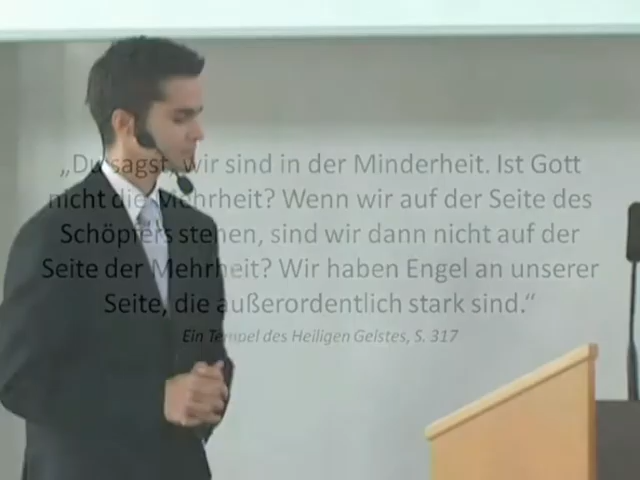 „Du sagst, wir sind in der Minderheit. Ist Gott
nicht die Mehrheit? Wenn wir auf der Seite des
Schöpfers stehen, sind wir dann nicht auf der
Seite der Mehrheit? Wir haben Engel an unserer
Seite, die außerordentlich stark sind.“
Ein Tempel des Heiligen Geistes, S. 317